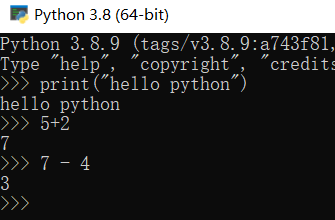 Python 3.8 (64-bit)
Python 3.8.9 (tags/v3.8.9:a743f81,
Type "help", "copyright", "credits
>>> print("hello python")
hello python
>>> 5+2
7
>>> 7 - 4
3
>>>